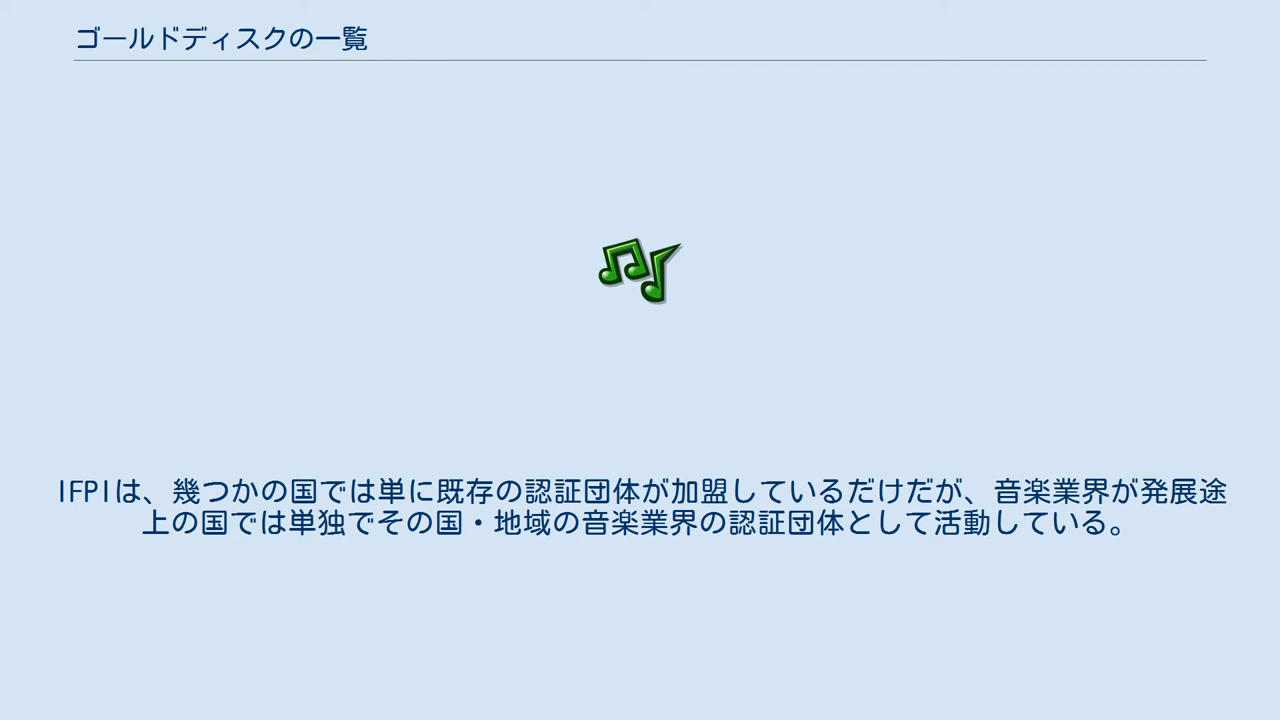 ゴールドディスクの一覧
IFPIは、幾つかの国では単に既存の認証団体が加盟しているだけだが、音楽業界が発展途
上の国では単独でその国・地域の音楽業界の認証団体として活動している。